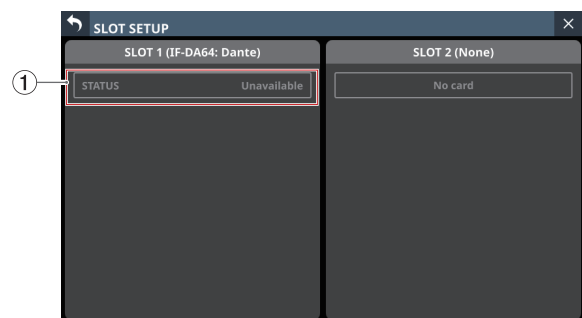 SLOT SETUP
SLOT 1 (IF-DA64: Dante)
SLOT 2 (None)
1
STATUS Unavailable
No card